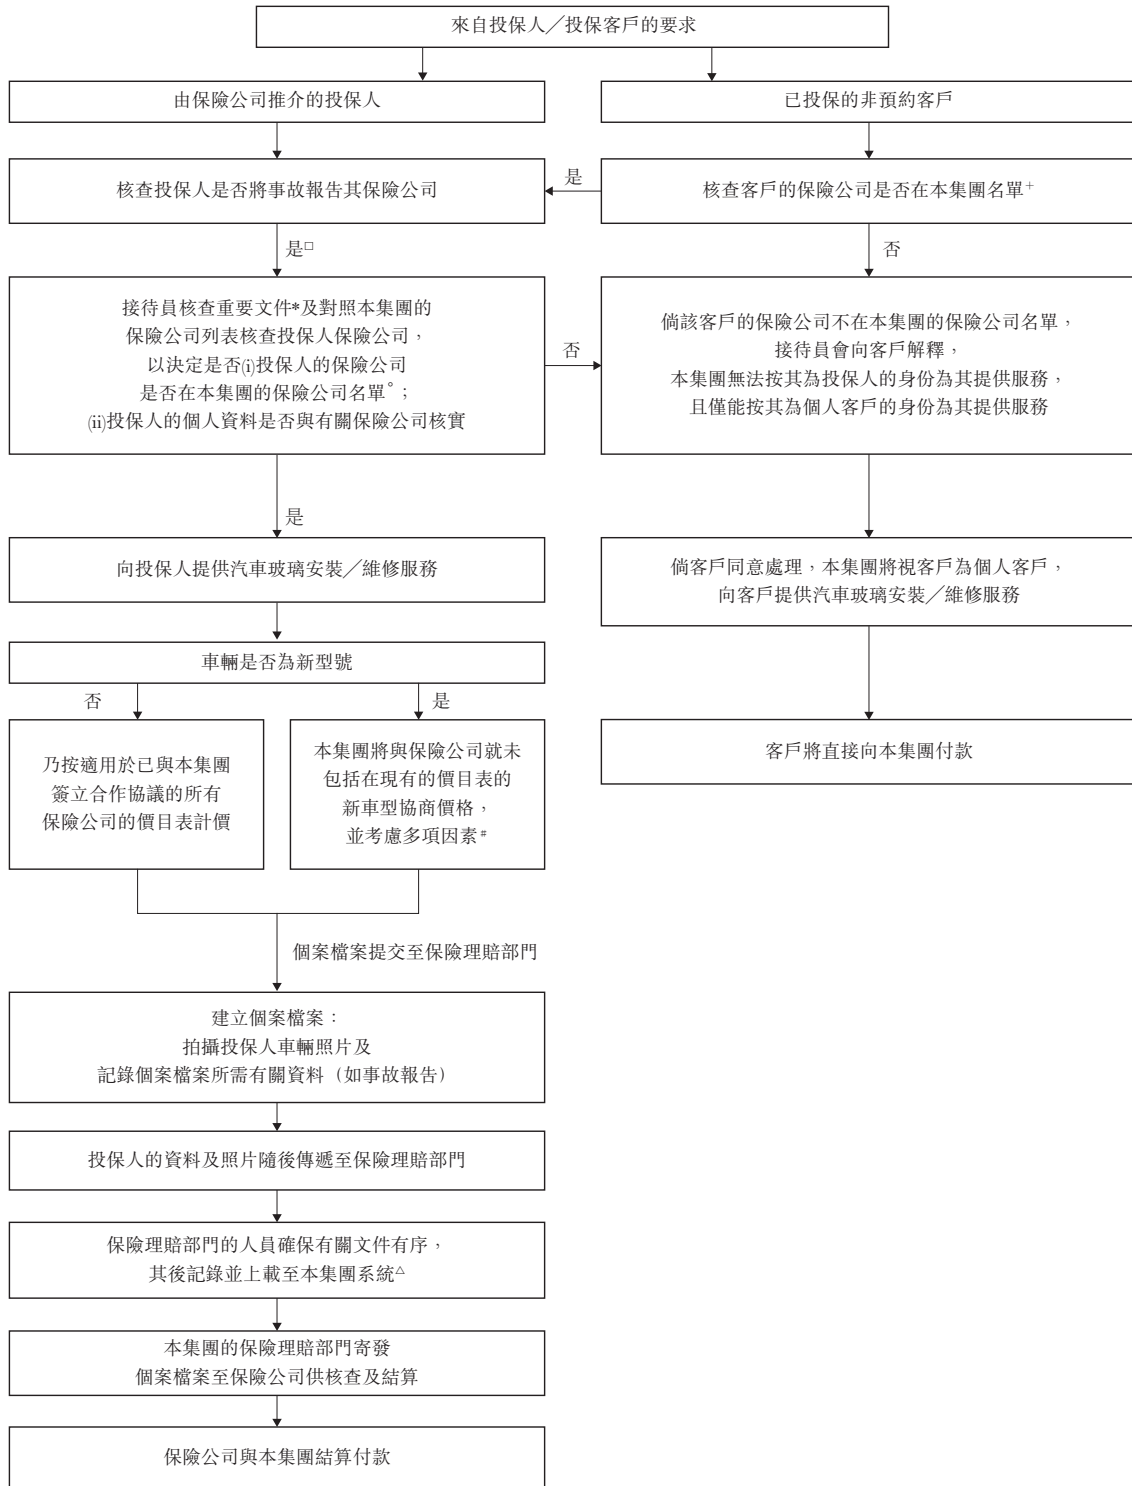 來自投保人／投保客戶的要求
由保險公司推介的投保人
已投保的非預約客戶
核查投保人是否將事故報告其保險公司
是
核查客戶的保險公司是否在本集團名單+
是□
否
接待員核查重要文件*及對照本集團的
保險公司列表核查投保人保險公司，
以決定是否(i)投保人的保險公司
是否在本集團的保險公司名單°；
(ii)投保人的個人資料是否與有關保險公司核實
否
倘該客戶的保險公司不在本集團的保險公司名單，
接待員會向客戶解釋，
本集團無法按其為投保人的身份為其提供服務，
且僅能按其為個人客戶的身份為其提供服務
是
向投保人提供汽車玻璃安裝／維修服務
倘客戶同意處理，本集團將視客戶為個人客戶，
向客戶提供汽車玻璃安裝／維修服務
車輛是否為新型號
否
是
乃按適用於已與本集團
簽立合作協議的所有
保險公司的價目表計價
本集團將與保險公司就未
包括在現有的價目表的
新車型協商價格，
並考慮多項因素#
客戶將直接向本集團付款
個案檔案提交至保險理賠部門
建立個案檔案：
拍攝投保人車輛照片及
記錄個案檔案所需有關資料（如事故報告）
投保人的資料及照片隨後傳遞至保險理賠部門
保險理賠部門的人員確保有關文件有序，
其後記錄並上載至本集團系統△
本集團的保險理賠部門寄發
個案檔案至保險公司供核查及結算
保險公司與本集團結算付款